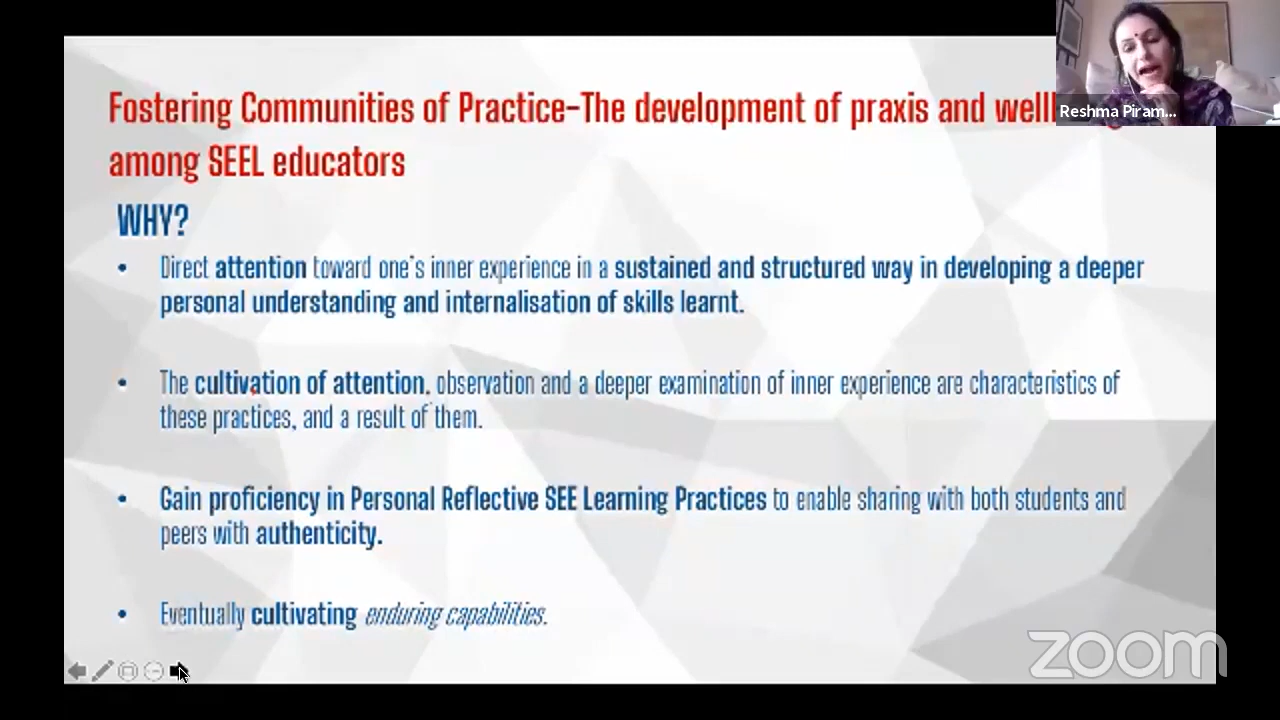 Fostering Communities of Practice-The development of praxis and well
among SEEL educators
WHY?
• Direct attention toward one's inner experience in a sustained and structured way in developing a deeper
personal understanding and internalisation of skills learnt.
• The cultivation of attention, observation and a deeper examination of inner experience are characteristics of
these practices, and a result of them.
• Gain proficiency in Personal Reflective SEE Learning Practices to enable sharing with both students and
peers with authenticity.
• Eventually cultivating enduring capabilities.
Reshma Piram...
zoom